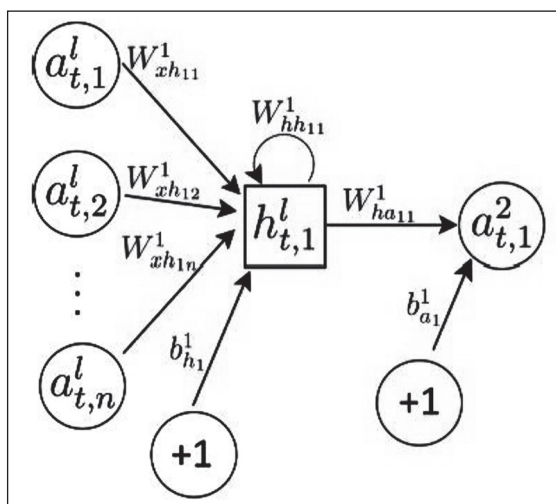 a^l_{t,1}
W^1_{xh_{11}}
W^1_{hh_{11}}
a^l_{t,2}
W^1_{xh_{12}}
h^l_{t,1}
W^1_{ha_{11}}
a^2_{t,1}
W^1_{xh_{1n}}
⋮
b^1_{h_1}
b^1_{a_1}
a^l_{t,n}
+1
+1